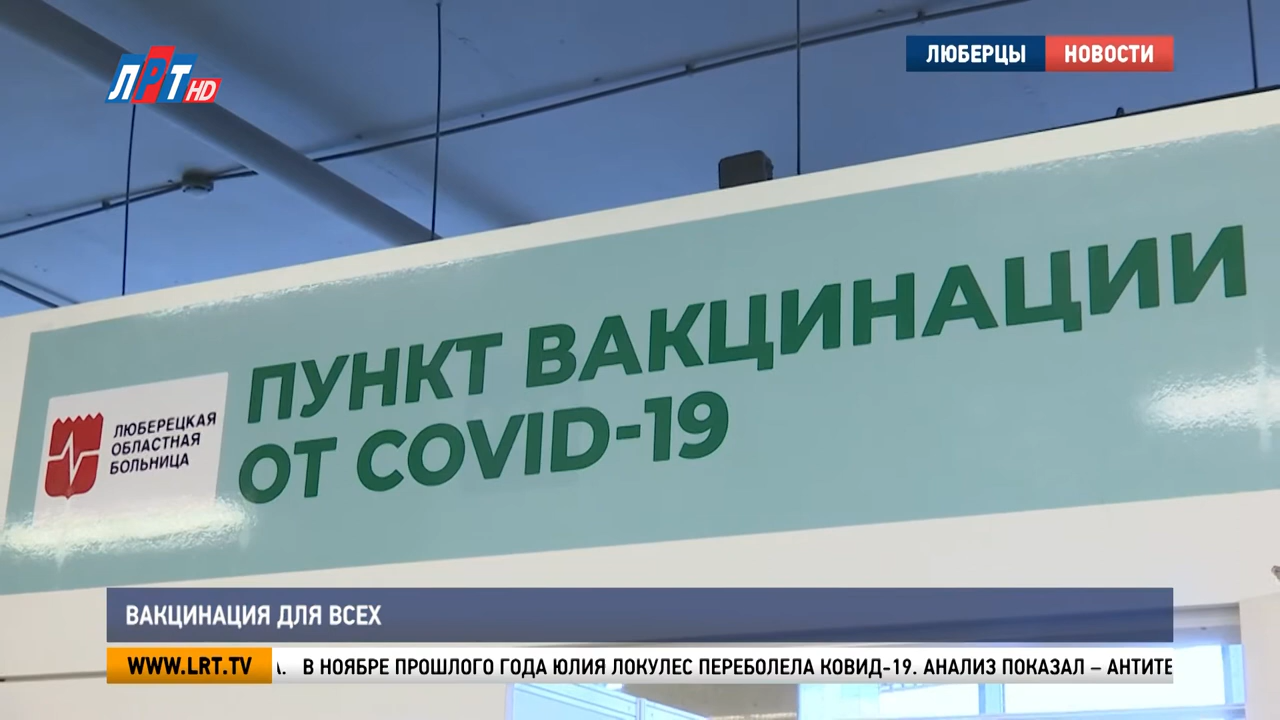 ЛРТ HD
ЛЮБЕРЦЫ НОВОСТИ
ПУНКТ ВАКЦИНАЦИИ
ОТ COVID-19
ЛЮБЕРЕЦКАЯ
ОБЛАСТНАЯ
БОЛЬНИЦА
ВАКЦИНАЦИЯ ДЛЯ ВСЕХ
WWW.LRT.TV А. В НОЯБРЕ ПРОШЛОГО ГОДА ЮЛИЯ ЛОКУЛЕС ПЕРЕБОЛЕЛА КОВИД-19. АНАЛИЗ ПОКАЗАЛ – АНТИТЕ